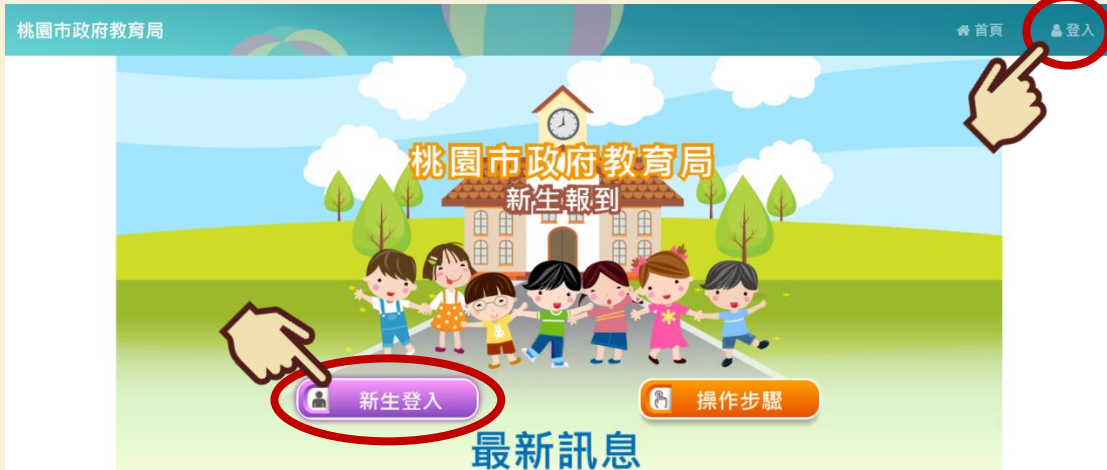 桃園市政府教育局
首頁
登入
桃園市政府教育局
新生報到
新生登入
操作步驟
最新訊息